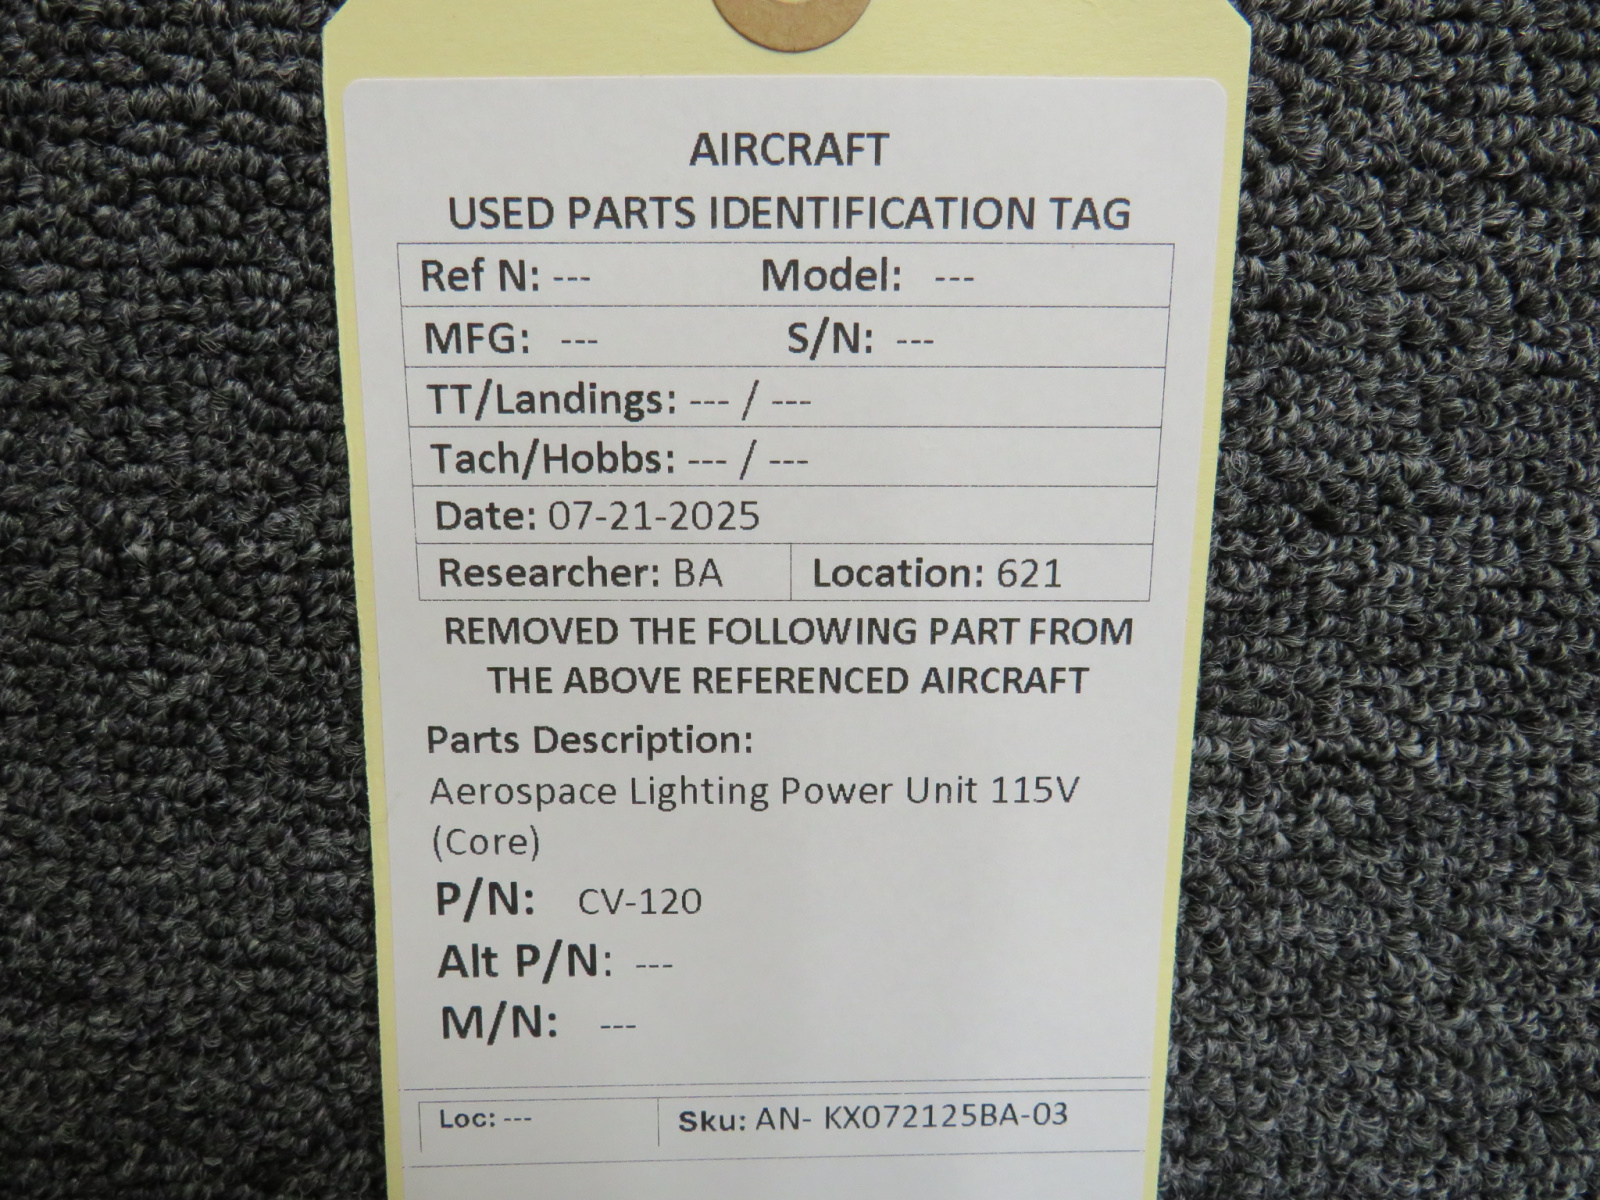 AIRCRAFT
USED PARTS IDENTIFICATION TAG
Ref N: --- Model: ---
MFG: --- S/N: ---
TT/Landings: --- / ---
Tach/Hobbs: --- / ---
Date: 07-21-2025
Researcher: BA Location: 621
REMOVED THE FOLLOWING PART FROM
THE ABOVE REFERENCED AIRCRAFT
Parts Description:
Aerospace Lighting Power Unit 115V
(Core)
P/N: CV-120
Alt P/N: ---
M/N: ---
Loc: --- Sku: AN- KX072125BA-03